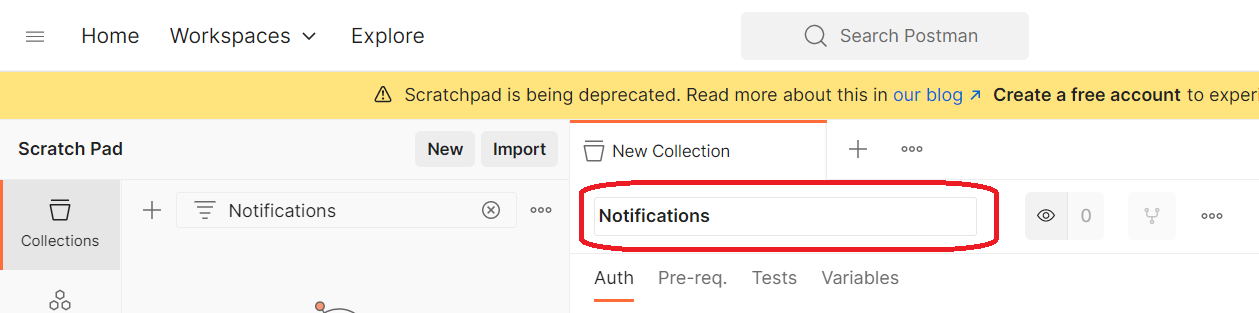 Home Workspaces Explore Search Postman
Scratchpad is being deprecated. Read more about this in our blog ↗ Create a free account to experi
Scratch Pad New Import
New Collection
Notifications
Notifications
0
Collections
Auth Pre-req. Tests Variables